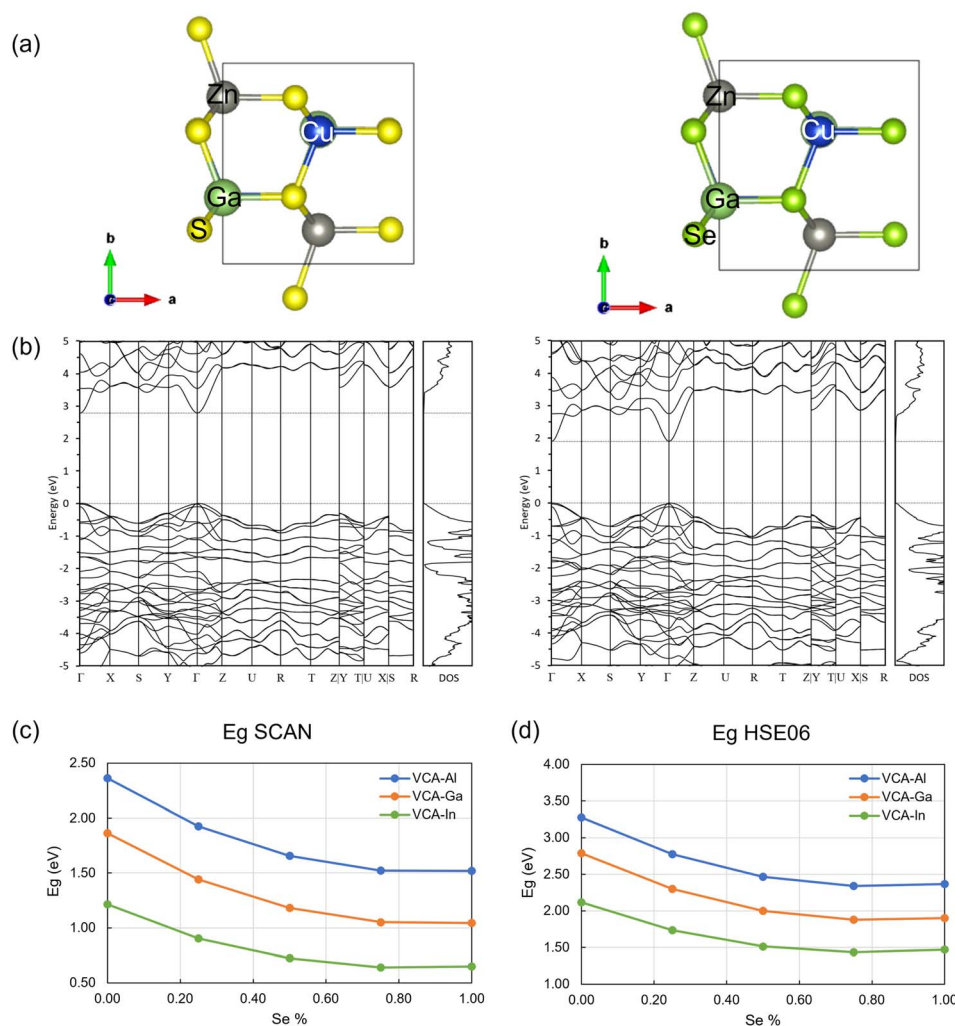 (a)
Zn
Cu
Ga
S
b
a
c
Zn
Cu
Ga
Se
b
a
c
(b)
5
4
3
2
1
0
-1
-2
-3
-4
-5
Energy (eV)
Γ X S Y Γ Z U R T Z|Y T|U X|S R
DOS
5
4
3
2
1
0
-1
-2
-3
-4
-5
Energy (eV)
Γ X S Y Γ Z U R T Z|Y T|U X|S R
DOS
(c)
Eg SCAN
2.50
2.00
1.50
1.00
0.50
Eg (eV)
VCA-Al
VCA-Ga
VCA-In
0.00 0.20 0.40 0.60 0.80 1.00
Se %
(d)
Eg HSE06
4.00
3.50
3.00
2.50
2.00
1.50
1.00
Eg (eV)
VCA-Al
VCA-Ga
VCA-In
0.00 0.20 0.40 0.60 0.80 1.00
Se %